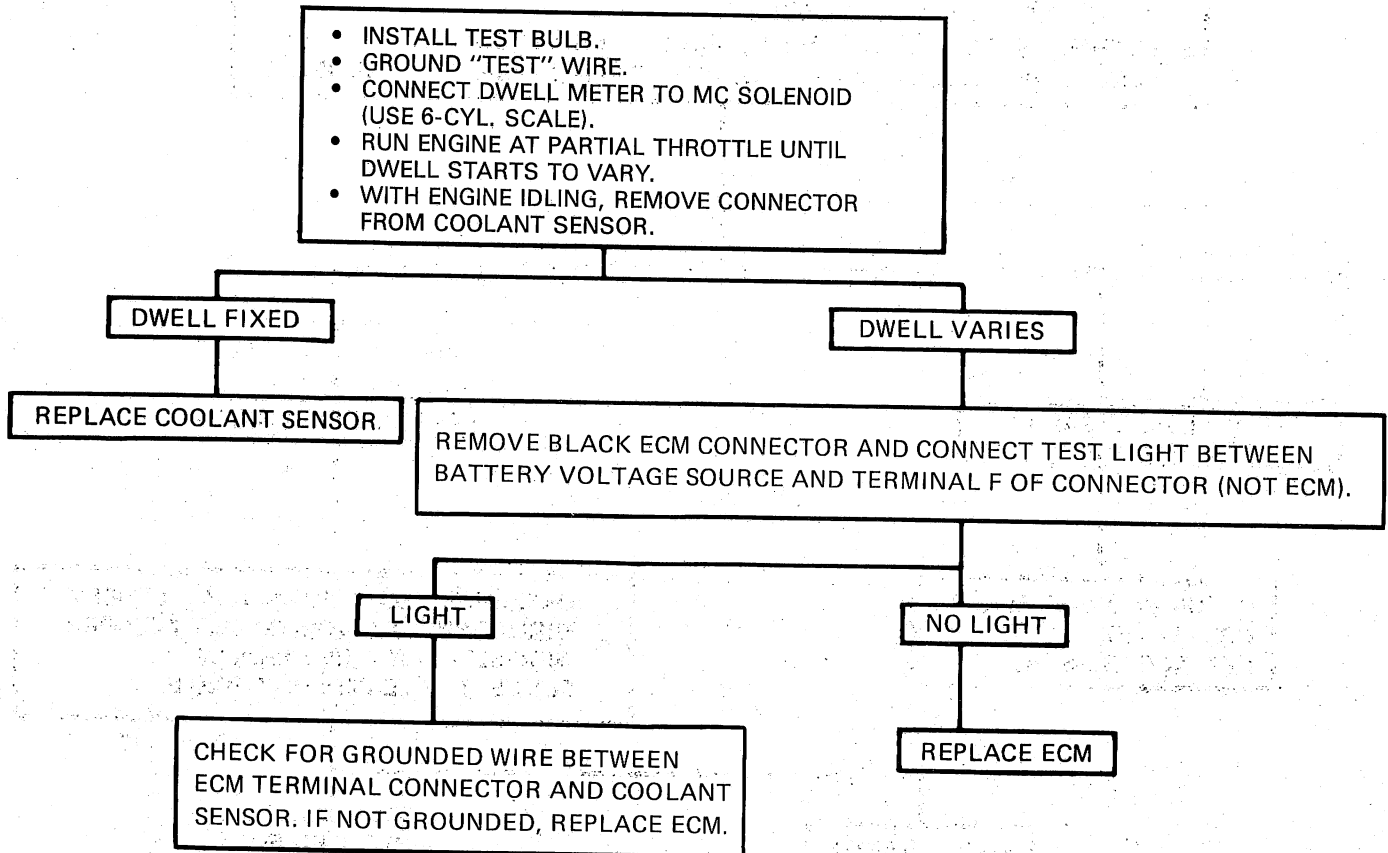 • INSTALL TEST BULB.
• GROUND "TEST" WIRE.
• CONNECT DWELL METER TO MC SOLENOID
(USE 6-CYL. SCALE).
• RUN ENGINE AT PARTIAL THROTTLE UNTIL
DWELL STARTS TO VARY.
• WITH ENGINE IDLING, REMOVE CONNECTOR
FROM COOLANT SENSOR.
DWELL FIXED
DWELL VARIES
REPLACE COOLANT SENSOR.
REMOVE BLACK ECM CONNECTOR AND CONNECT TEST LIGHT BETWEEN
BATTERY VOLTAGE SOURCE AND TERMINAL F OF CONNECTOR (NOT ECM).
LIGHT
NO LIGHT
CHECK FOR GROUNDED WIRE BETWEEN
ECM TERMINAL CONNECTOR AND COOLANT
SENSOR. IF NOT GROUNDED, REPLACE ECM.
REPLACE ECM